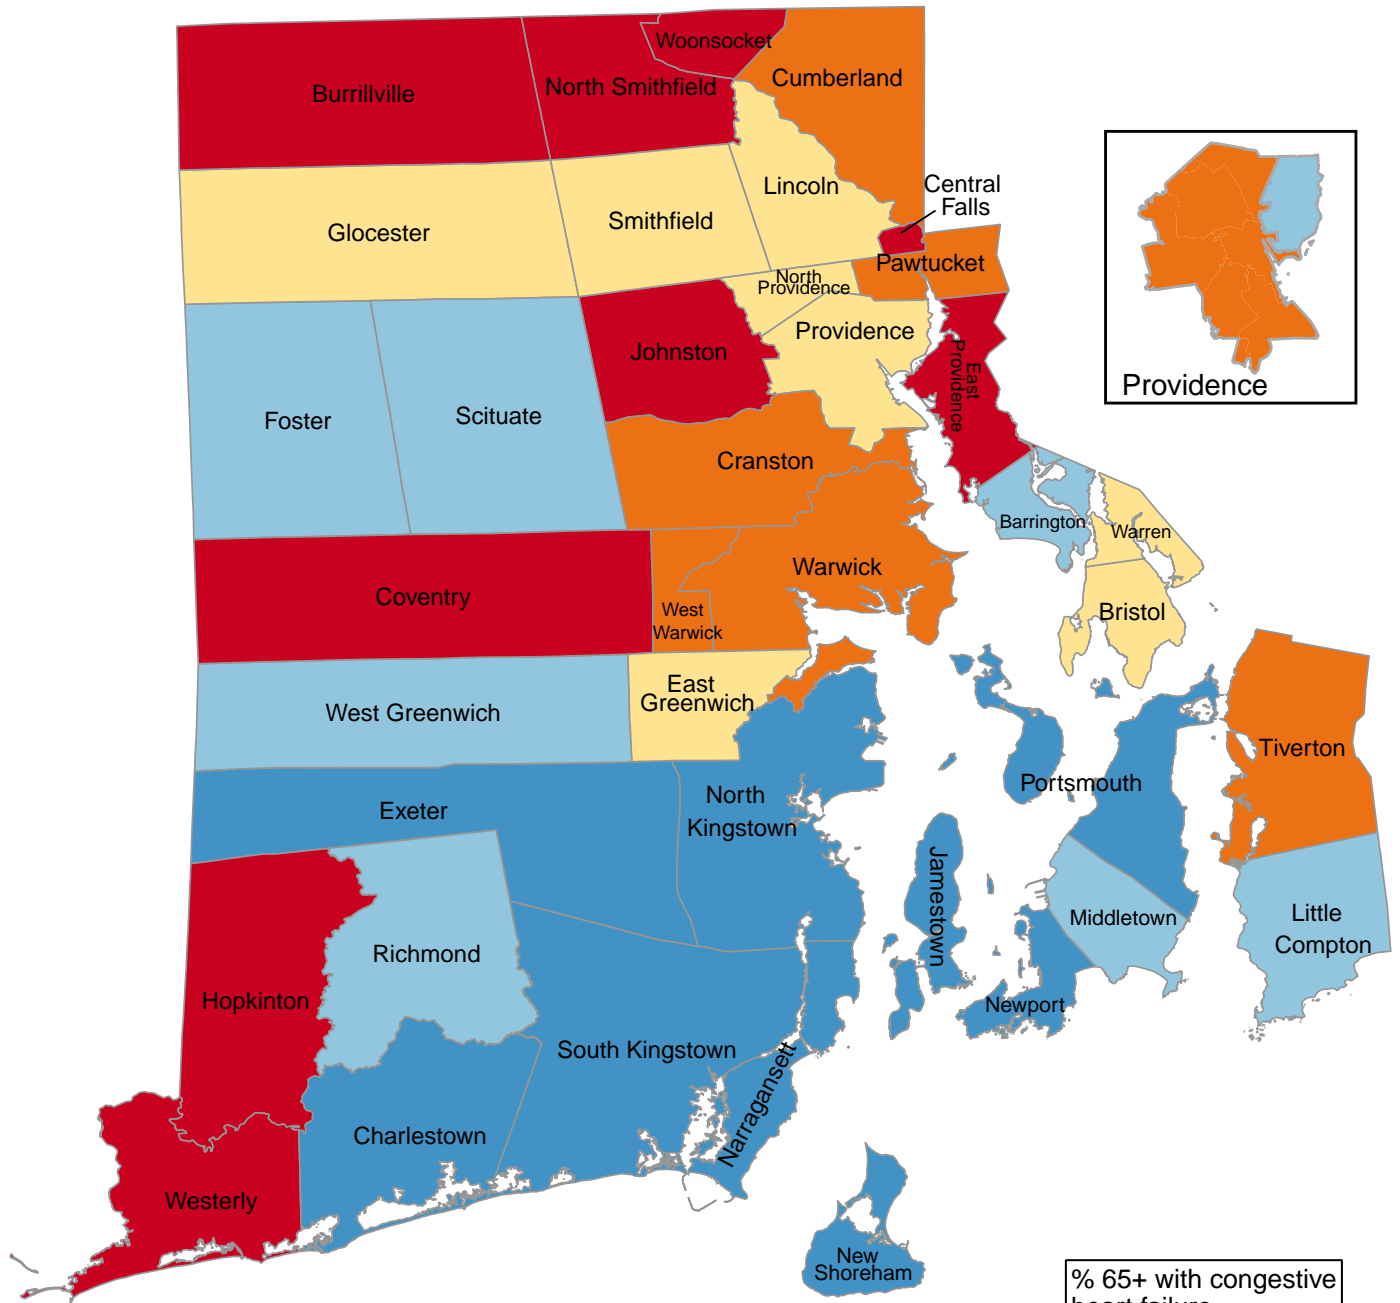 Woonsocket
Cumberland
Burrillville
North Smithfield
Lincoln
Central
Falls
Smithfield
Glocester
Pawtucket
North
Providence
Providence
Johnston
East
Providence
Providence
Foster
Scituate
Cranston
Barrington
Warren
Warwick
Coventry
West
Warwick
Bristol
East
Greenwich
West Greenwich
Tiverton
Portsmouth
North
Kingstown
Exeter
Jamestown
Middletown
Little
Compton
Richmond
Hopkinton
Newport
South Kingstown
Narragansett
Charlestown
Westerly
New
Shoreham
% 65+ with congestive
heart failure